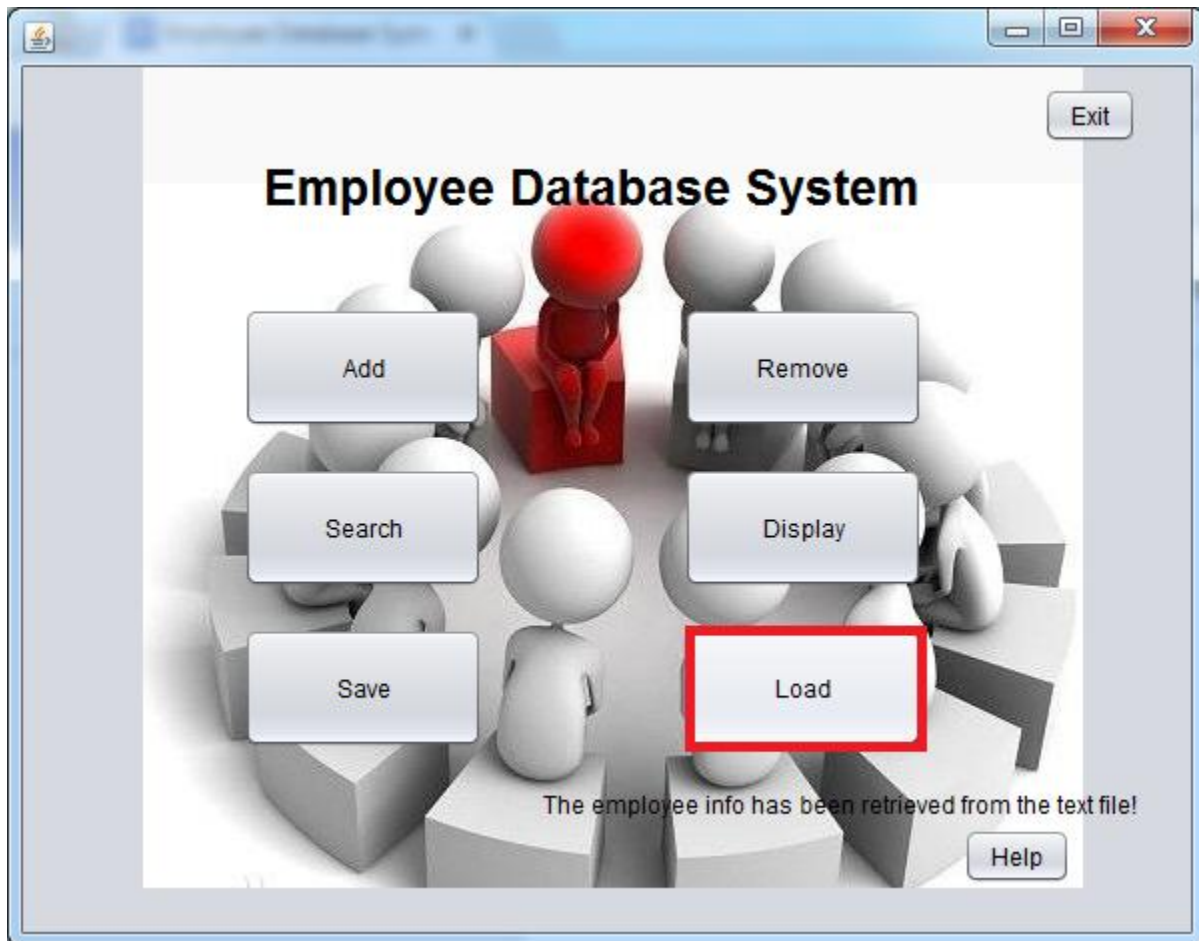 Exit
Employee Database System
Add
Remove
Search
Display
Save
Load
The employee info has been retrieved from the text file!
Help